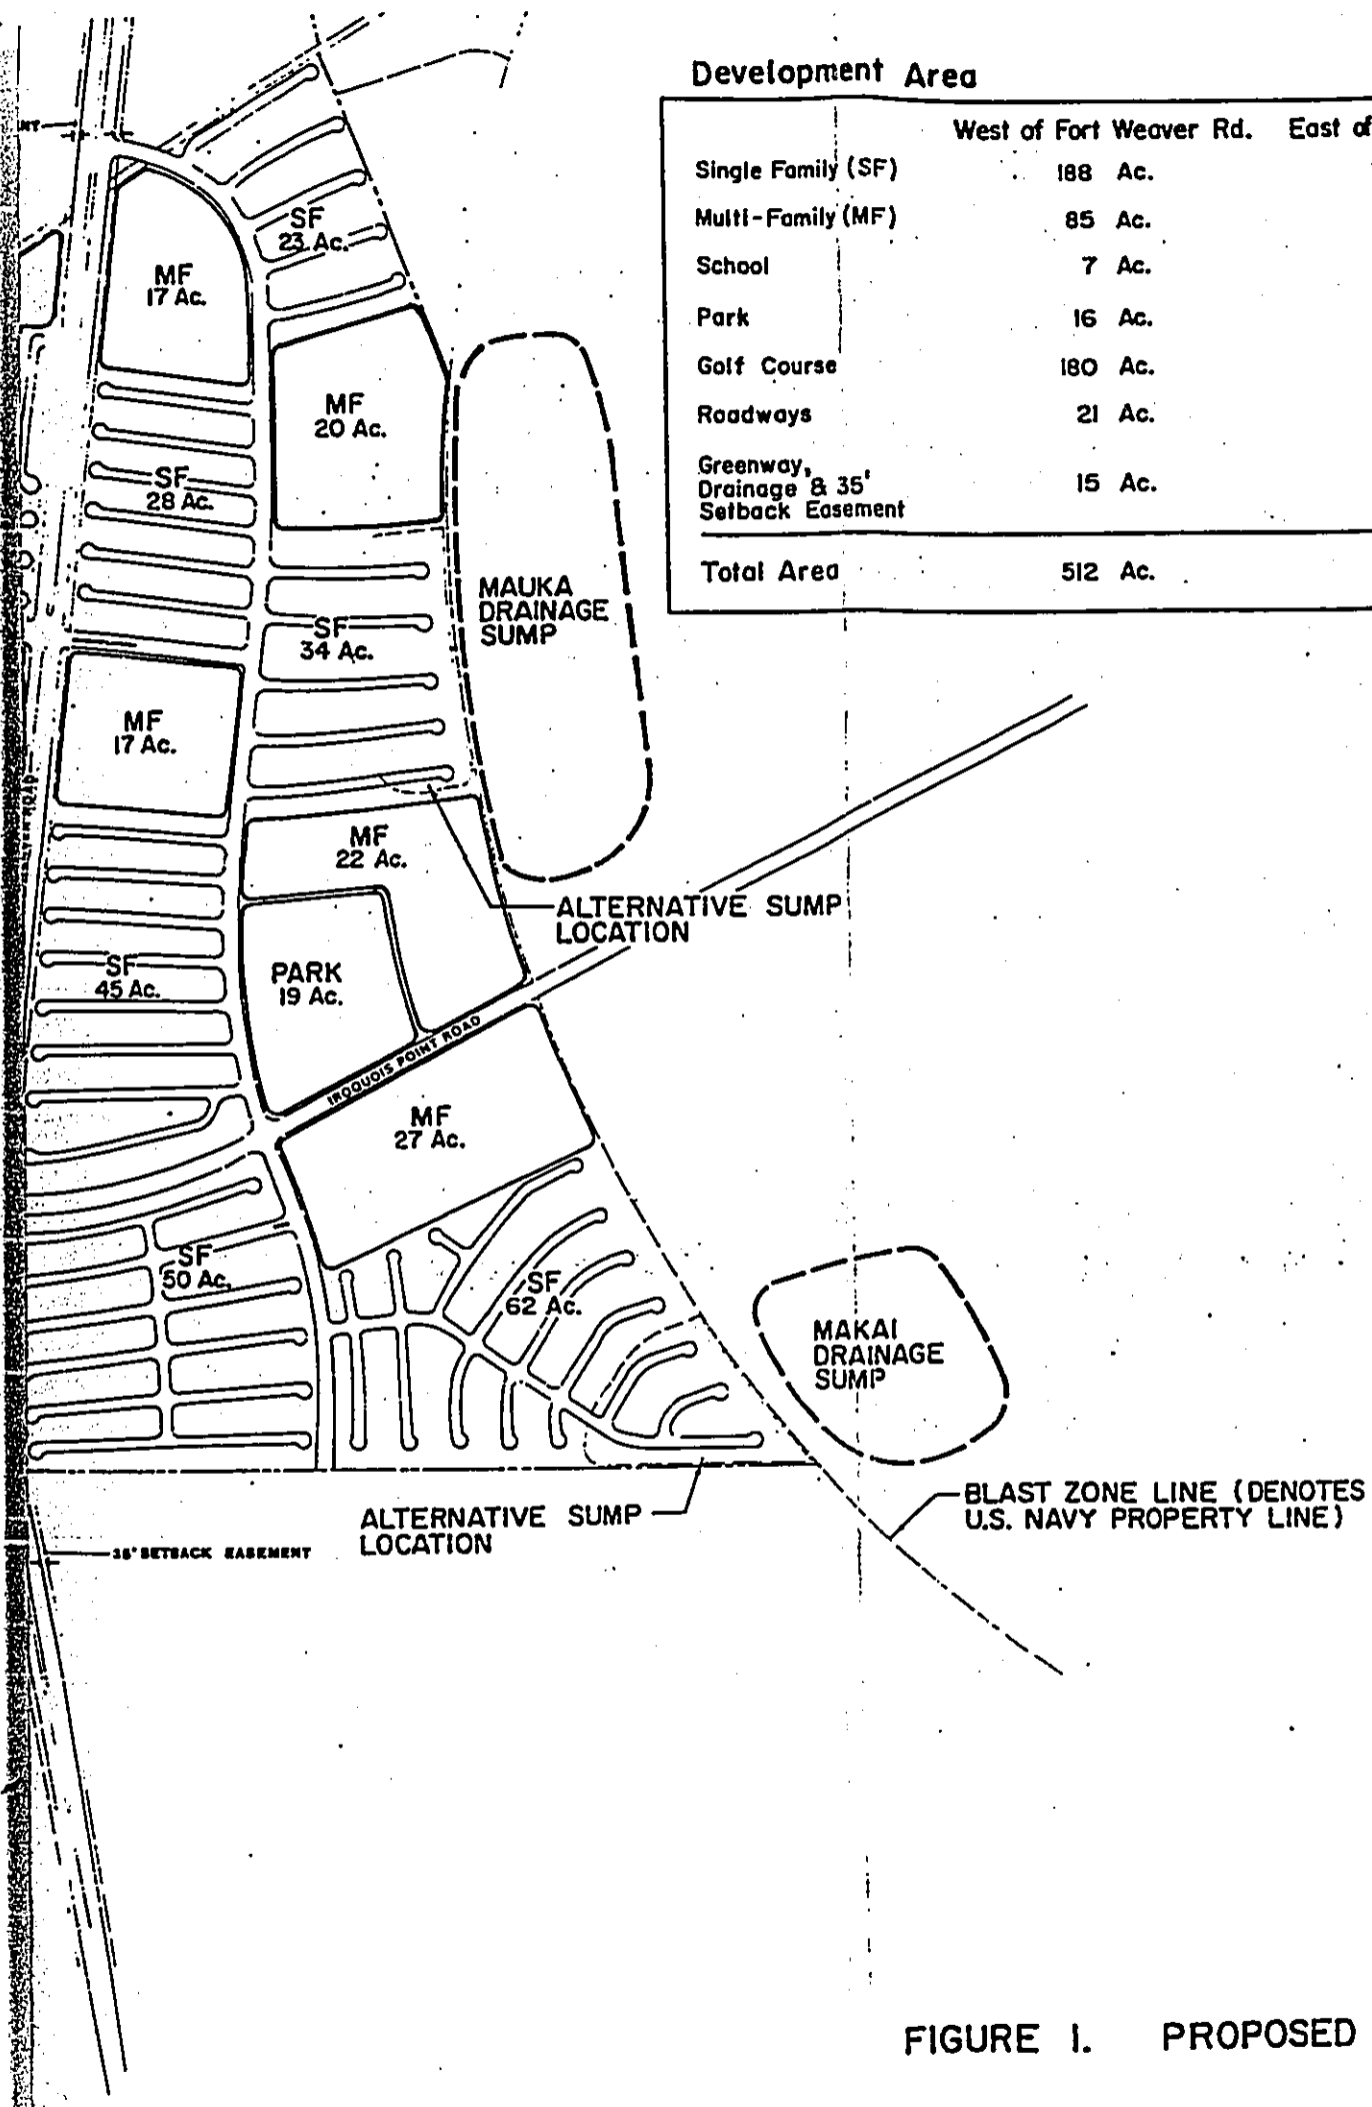 Development Area
West of Fort Weaver Rd. East of
Single Family (SF) 188 Ac.
Multi-Family (MF) 85 Ac.
School 7 Ac.
Park 16 Ac.
Golf Course 180 Ac.
Roadways 21 Ac.
Greenway,
Drainage & 35'
Setback Easement 15 Ac.
Total Area 512 Ac.
SF
23 Ac.
MF
17 Ac.
MF
20 Ac.
SF
28 Ac.
MAUKA
DRAINAGE
SUMP
SF
34 Ac.
MF
17 Ac.
MF
22 Ac.
ALTERNATIVE SUMP
LOCATION
SF
45 Ac.
PARK
19 Ac.
IROQUOIS POINT ROAD
MF
27 Ac.
SF
50 Ac.
SF
62 Ac.
MAKAI
DRAINAGE
SUMP
ALTERNATIVE SUMP
LOCATION
BLAST ZONE LINE (DENOTES
U.S. NAVY PROPERTY LINE)
35' SETBACK EASEMENT
FIGURE 1. PROPOSED